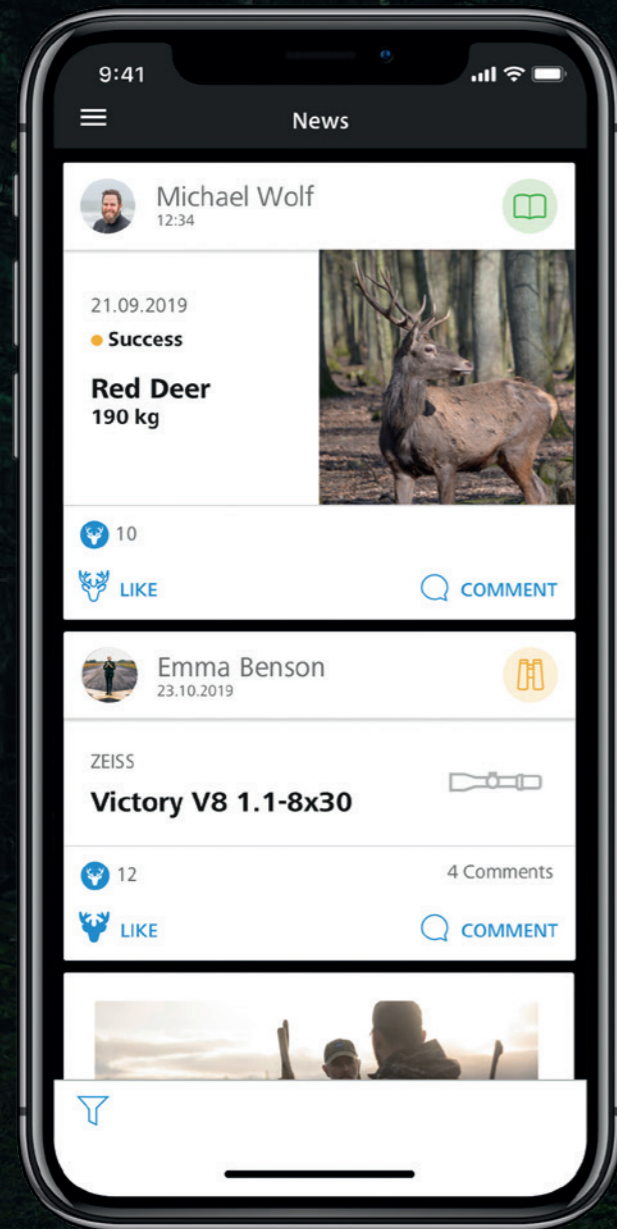 9:41
News
Michael Wolf
12:34
21.09.2019
Success
Red Deer
190 kg
10
LIKE
COMMENT
Emma Benson
23.10.2019
ZEISS
Victory V8 1.1-8x30
12
4 Comments
LIKE
COMMENT